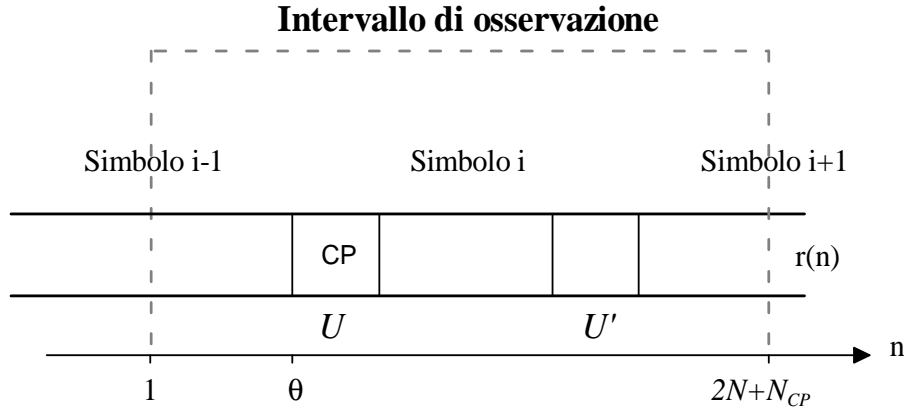 Intervallo di osservazione
Simbolo i-1 Simbolo i Simbolo i+1
CP r(n)
U U'
n
1 θ 2N+N_CP